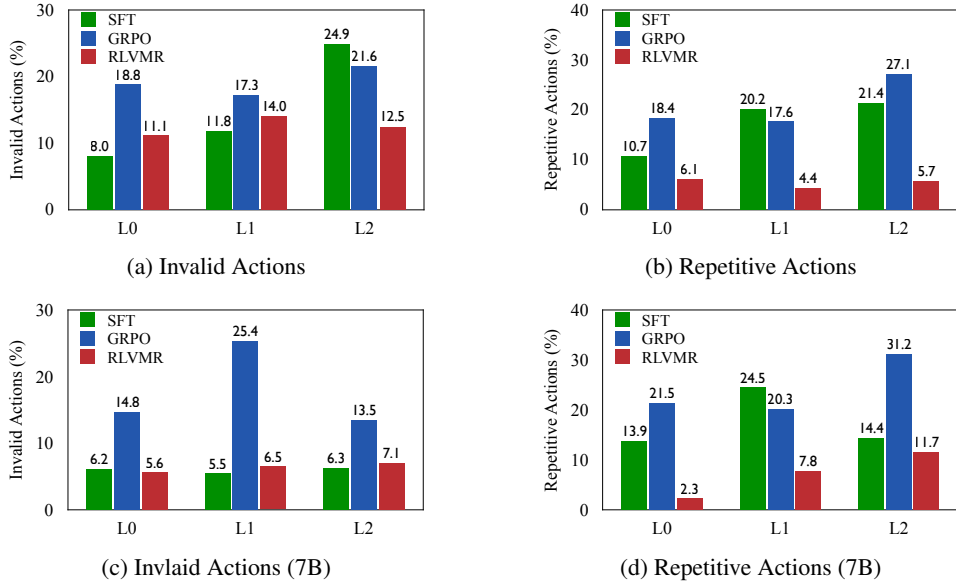 30
20
10
0
Invalid Actions (%)
SFT
GRPO
RLVMR
8.0
18.8
11.1
11.8
17.3
14.0
24.9
21.6
12.5
L0
L1
L2
(a) Invalid Actions
40
30
20
10
0
Repetitive Actions (%)
SFT
GRPO
RLVMR
10.7
18.4
6.1
20.2
17.6
4.4
21.4
27.1
5.7
L0
L1
L2
(b) Repetitive Actions
30
20
10
0
Invalid Actions (%)
SFT
GRPO
RLVMR
6.2
14.8
5.6
5.5
25.4
6.5
6.3
13.5
7.1
L0
L1
L2
(c) Invlaid Actions (7B)
40
30
20
10
0
Repetitive Actions (%)
SFT
GRPO
RLVMR
13.9
21.5
2.3
24.5
20.3
7.8
14.4
31.2
11.7
L0
L1
L2
(d) Repetitive Actions (7B)